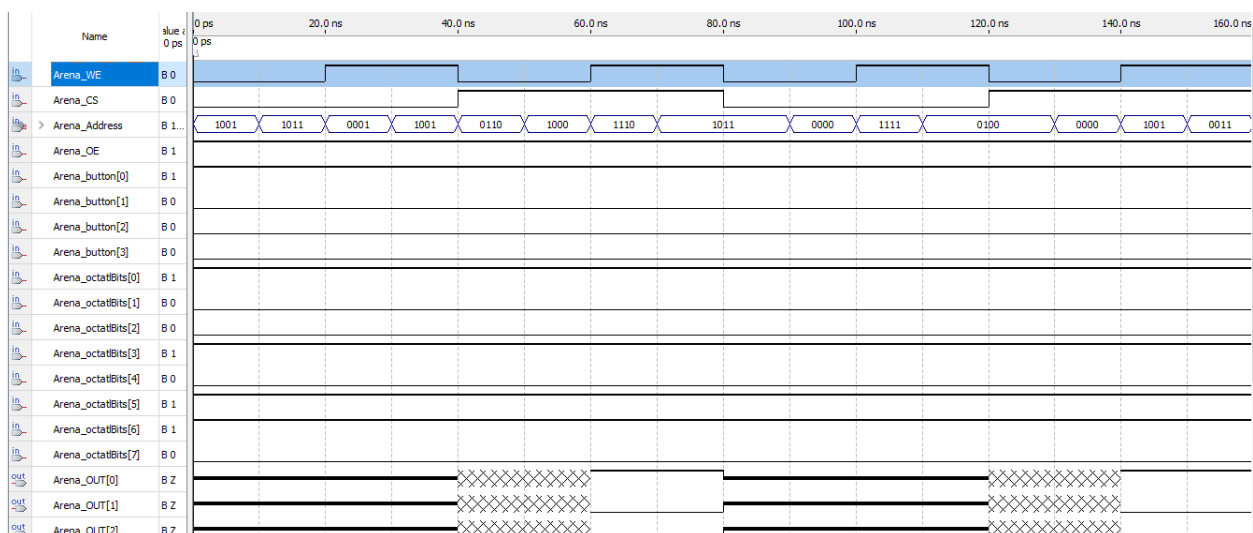 Name
alue a
0 ps
0 ps 20.0 ns 40.0 ns 60.0 ns 80.0 ns 100.0 ns 120.0 ns 140.0 ns 160.0 ns
0 ps
in Arena_WE B 0
in Arena_CS B 0
in > Arena_Address B 1... 1001 1011 0001 1001 0110 1000 1110 1011 0000 1111 0100 0000 1001 0011
in Arena_OE B 1
in Arena_button[0] B 1
in Arena_button[1] B 0
in Arena_button[2] B 0
in Arena_button[3] B 0
in Arena_octatlBits[0] B 1
in Arena_octatlBits[1] B 0
in Arena_octatlBits[2] B 0
in Arena_octatlBits[3] B 1
in Arena_octatlBits[4] B 0
in Arena_octatlBits[5] B 1
in Arena_octatlBits[6] B 1
in Arena_octatlBits[7] B 0
out Arena_OUT[0] B Z
out Arena_OUT[1] B Z
out Arena_OUT[2] B Z